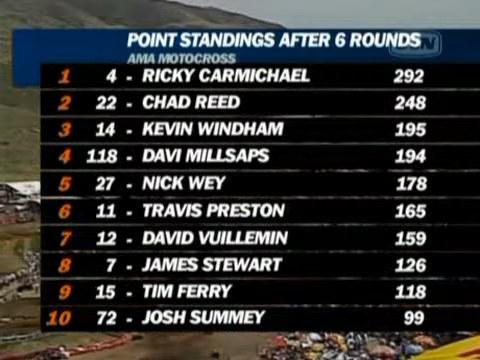 POINT STANDINGS AFTER 6 ROUNDS
AMA MOTOCROSS
1 4 - RICKY CARMICHAEL 292
2 22 - CHAD REED 248
3 14 - KEVIN WINDHAM 195
4 118 - DAVI MILLSAPS 194
5 27 - NICK WEY 178
6 11 - TRAVIS PRESTON 165
7 12 - DAVID VUILLEMIN 159
8 7 - JAMES STEWART 126
9 15 - TIM FERRY 118
10 72 - JOSH SUMMEY 99